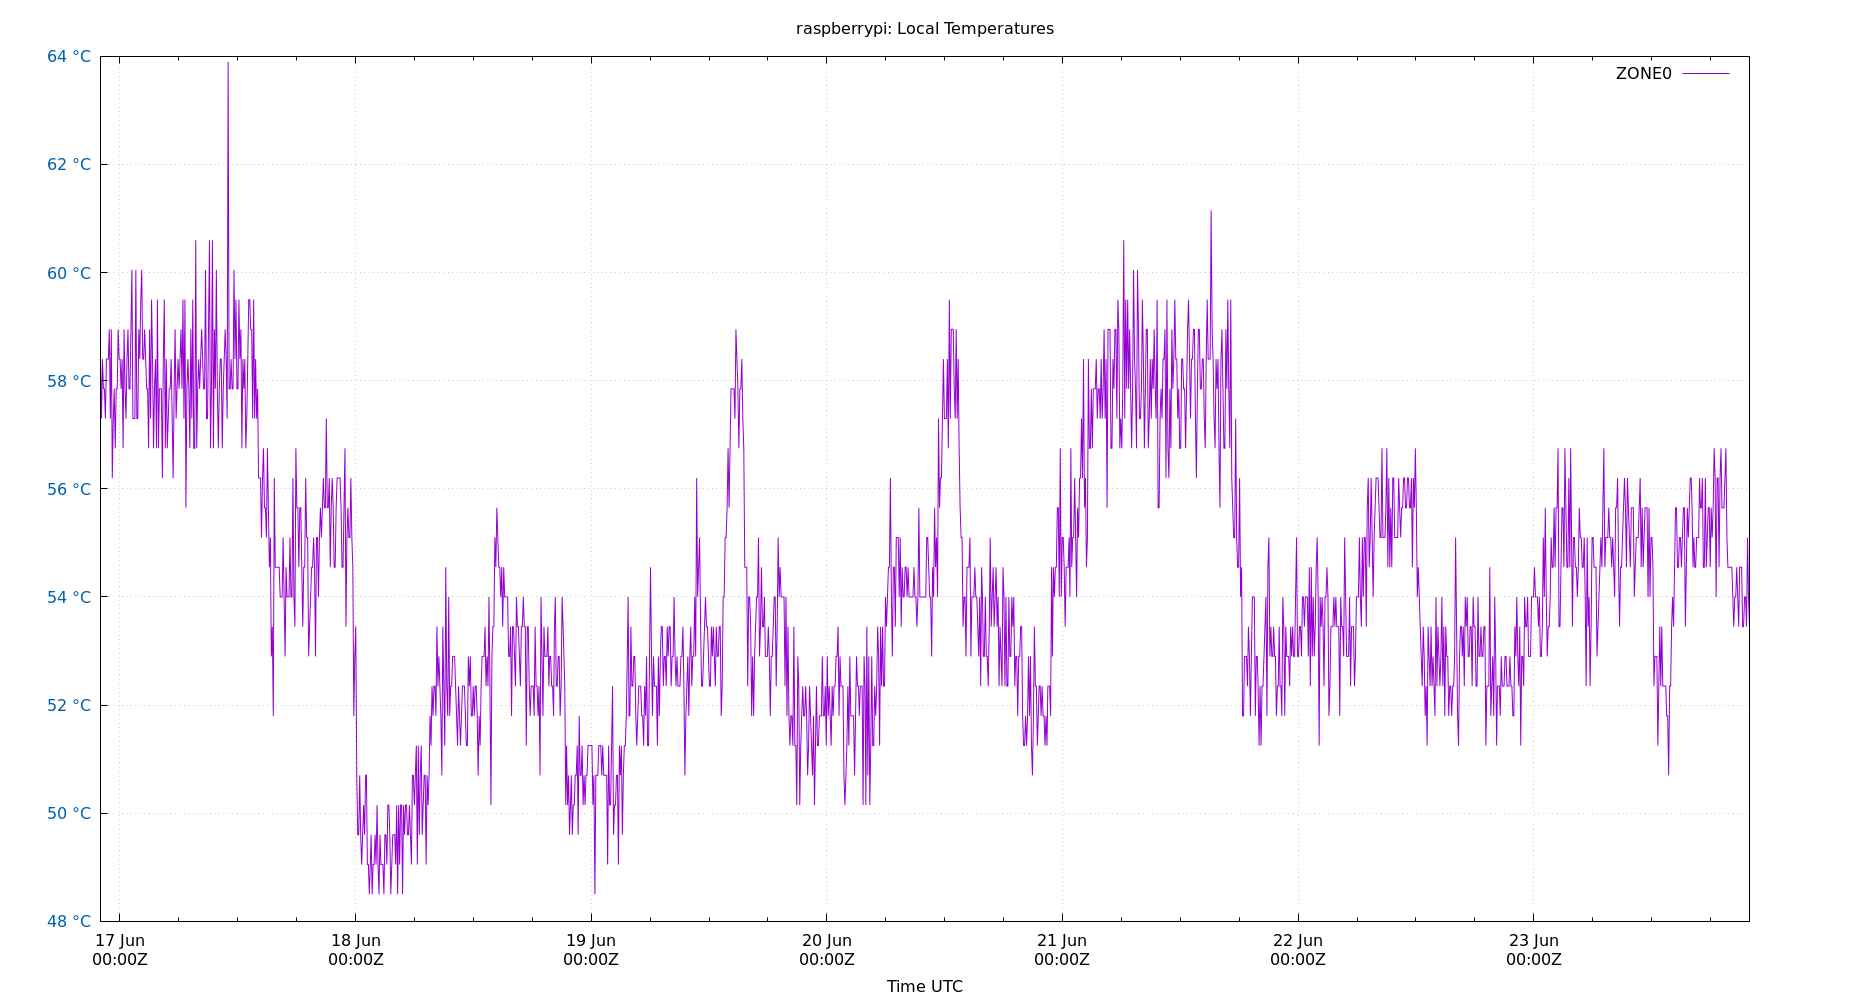 raspberrypi: Local Temperatures
ZONE0
64 °C
62 °C
60 °C
58 °C
56 °C
54 °C
52 °C
50 °C
48 °C
17 Jun 18 Jun 19 Jun 20 Jun 21 Jun 22 Jun 23 Jun
00:00Z 00:00Z 00:00Z 00:00Z 00:00Z 00:00Z 00:00Z
Time UTC